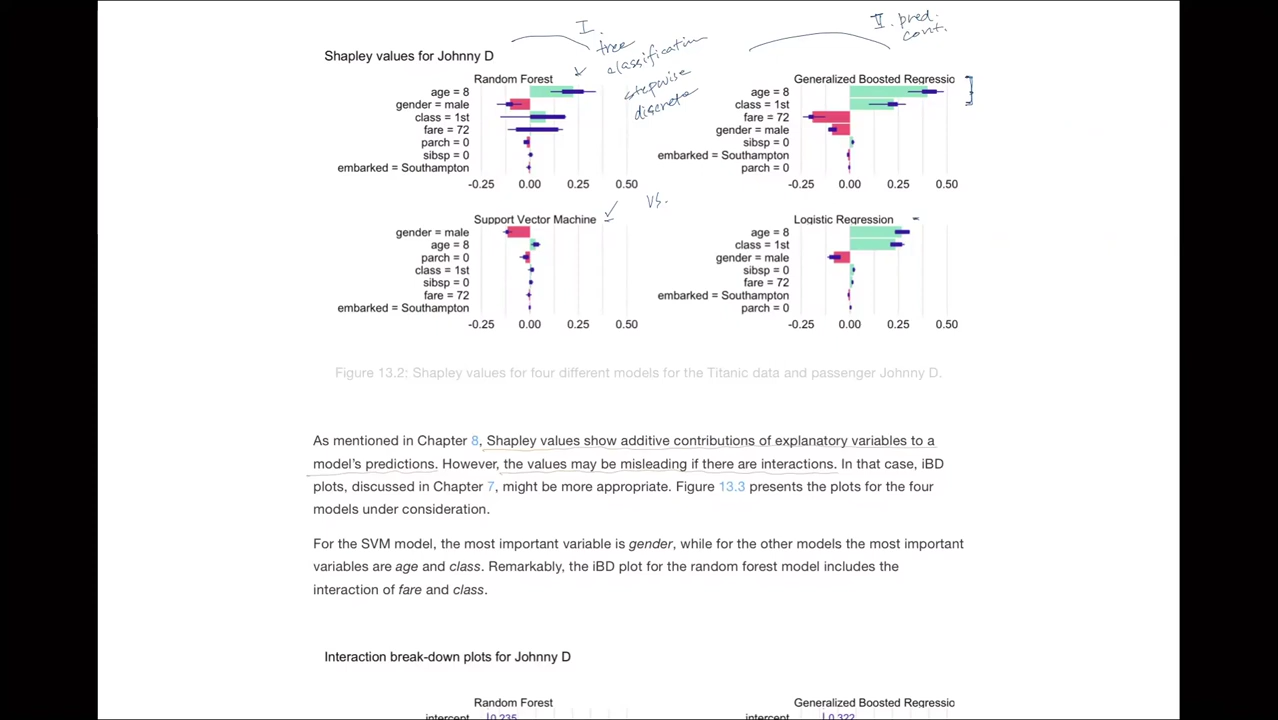 I.
II. pred.
cont.
tree
classification
stepwise
discrete
Shapley values for Johnny D
Random Forest
age = 8
gender = male
class = 1st
fare = 72
parch = 0
sibsp = 0
embarked = Southampton
-0.25 0.00 0.25 0.50
Generalized Boosted Regressio
age = 8
class = 1st
fare = 72
gender = male
sibsp = 0
embarked = Southampton
parch = 0
-0.25 0.00 0.25 0.50
vs.
Support Vector Machine
gender = male
age = 8
parch = 0
class = 1st
sibsp = 0
fare = 72
embarked = Southampton
-0.25 0.00 0.25 0.50
Logistic Regression
age = 8
class = 1st
gender = male
sibsp = 0
fare = 72
embarked = Southampton
parch = 0
-0.25 0.00 0.25 0.50
Figure 13.2: Shapley values for four different models for the Titanic data and passenger Johnny D.
As mentioned in Chapter 8, Shapley values show additive contributions of explanatory variables to a
model's predictions. However, the values may be misleading if there are interactions. In that case, iBD
plots, discussed in Chapter 7, might be more appropriate. Figure 13.3 presents the plots for the four
models under consideration.
For the SVM model, the most important variable is gender, while for the other models the most important
variables are age and class. Remarkably, the iBD plot for the random forest model includes the
interaction of fare and class.
Interaction break-down plots for Johnny D
Random Forest
intercept 0.235
Generalized Boosted Regressio
intercept 0.322